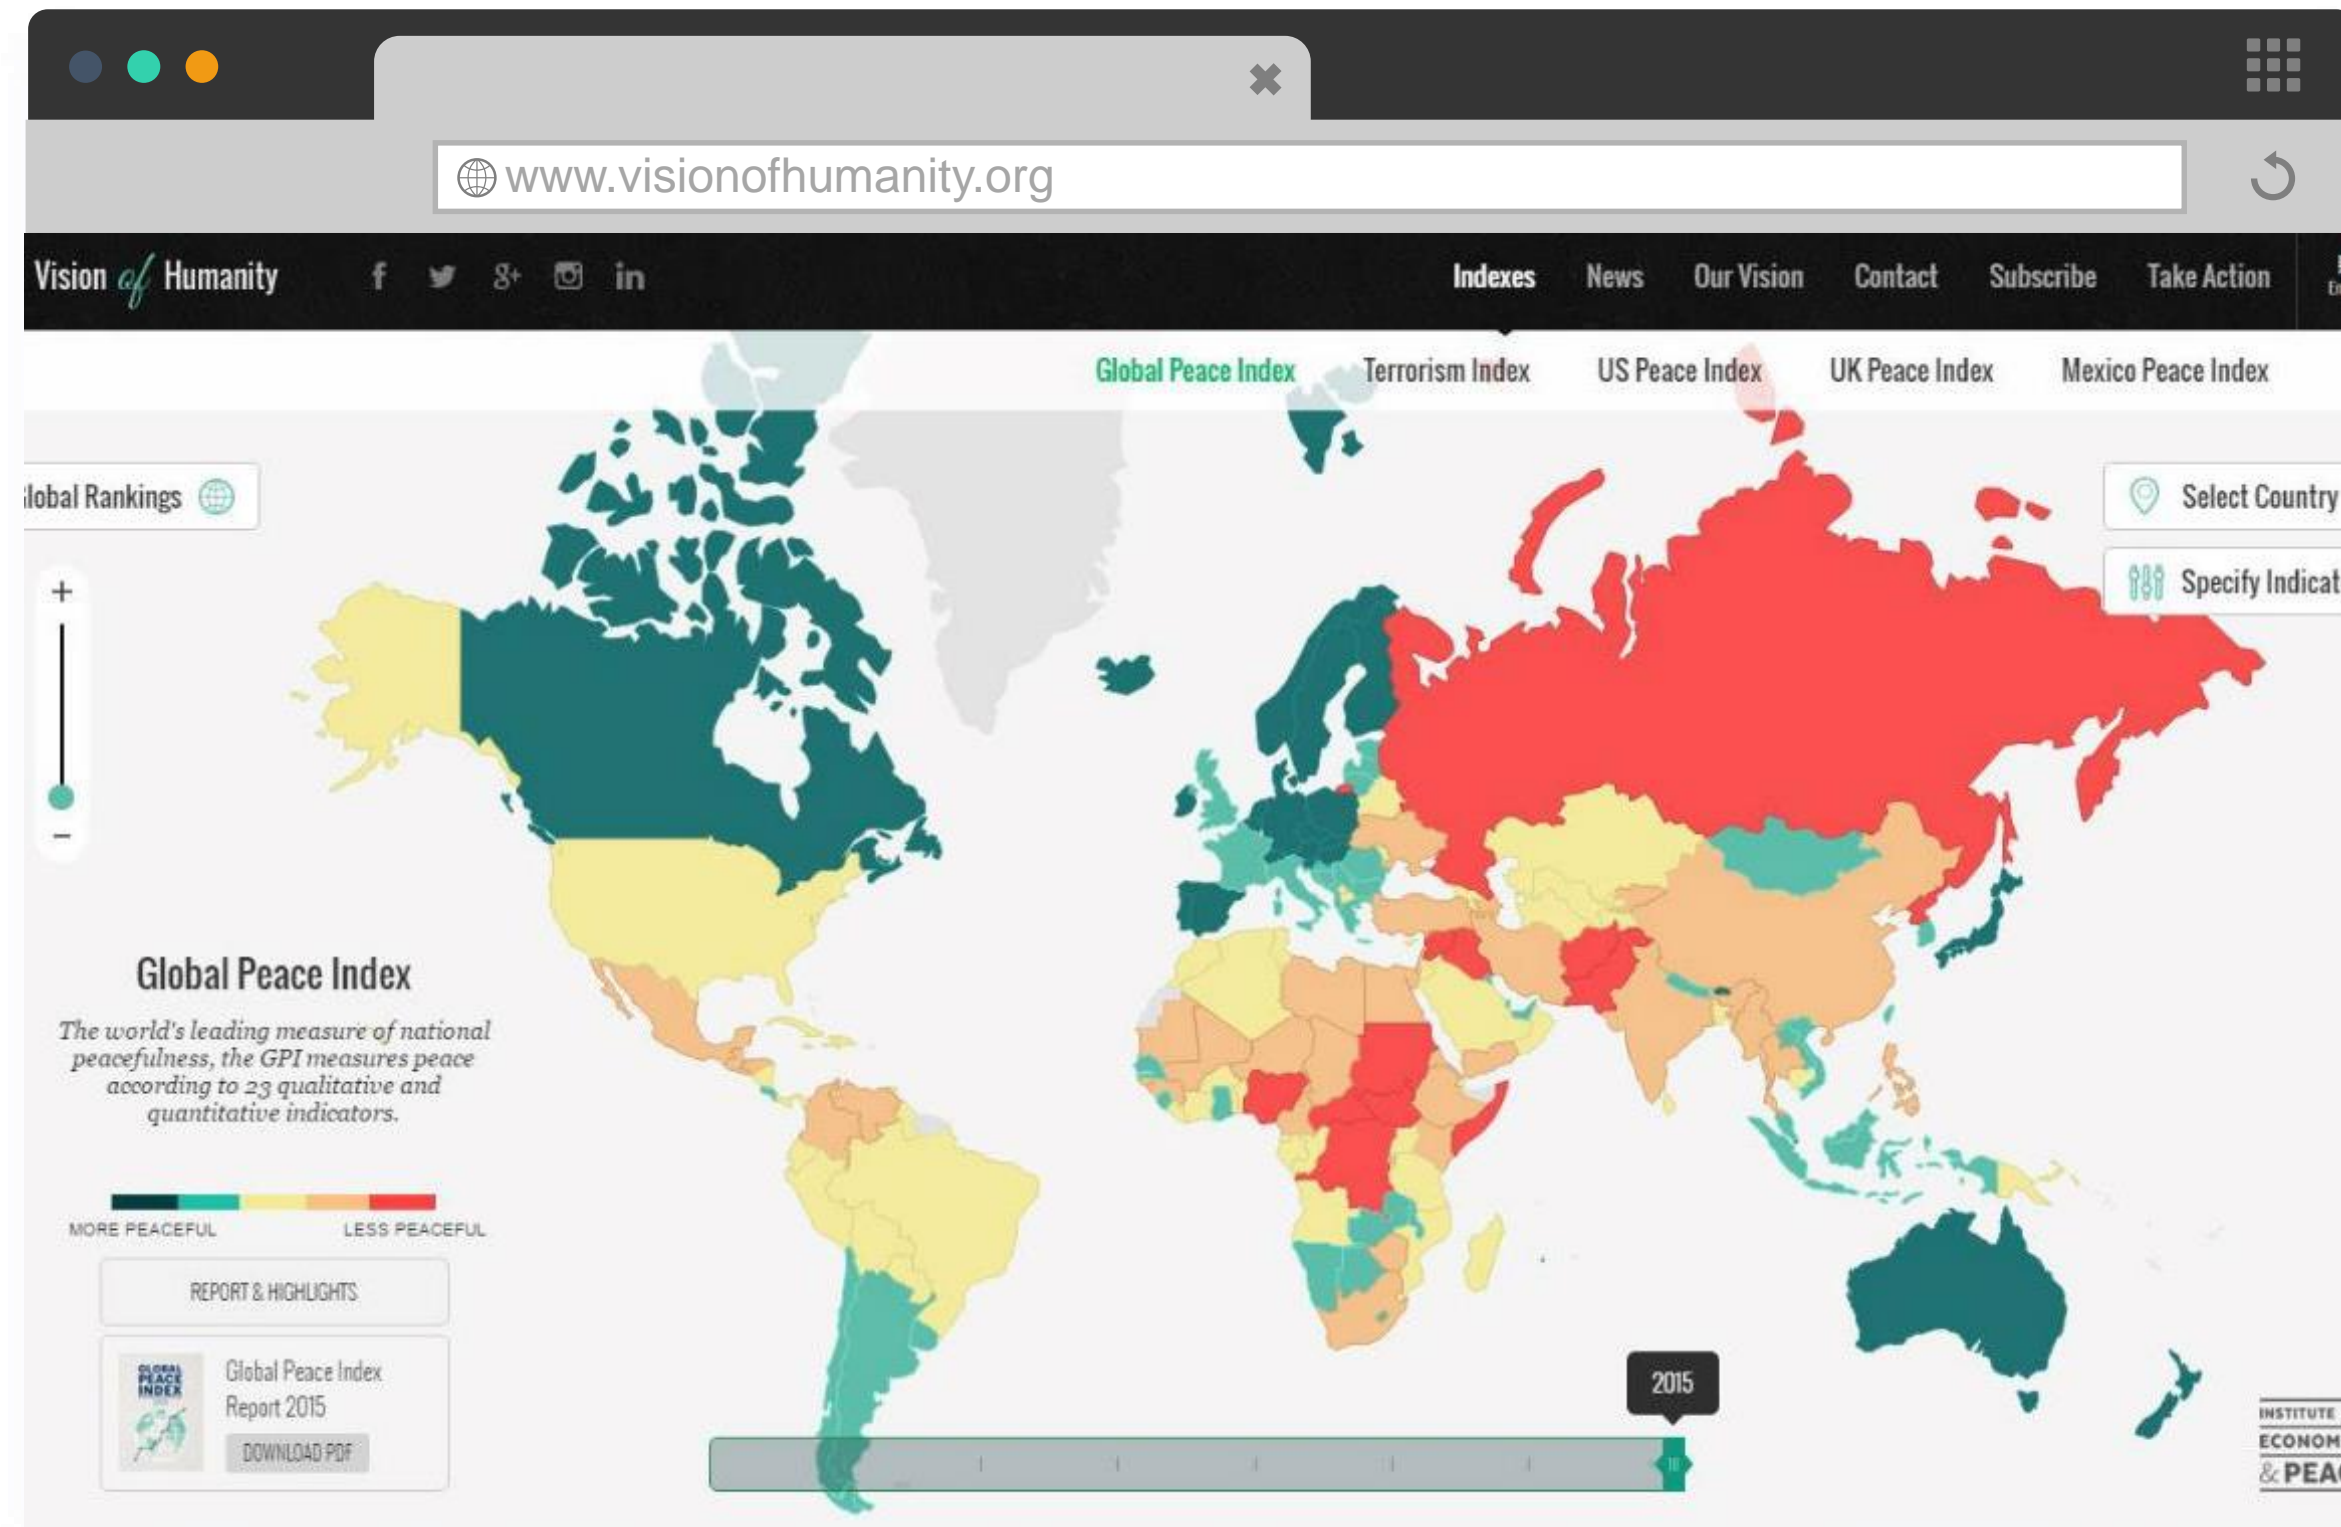 www.visionofhumanity.org
Vision of Humanity
f g+ in
Indexes News Our Vision Contact Subscribe Take Action
Global Peace Index Terrorism Index US Peace Index UK Peace Index Mexico Peace Index
lobal Rankings
Select Country
Specify Indicat
+
−
Global Peace Index
The world's leading measure of national
peacefulness, the GPI measures peace
according to 23 qualitative and
quantitative indicators.
MORE PEACEFUL LESS PEACEFUL
REPORT & HIGHLIGHTS
GLOBAL
PEACE
INDEX
Global Peace Index
Report 2015
DOWNLOAD PDF
2015
INSTITUTE
ECONOM
& PEA